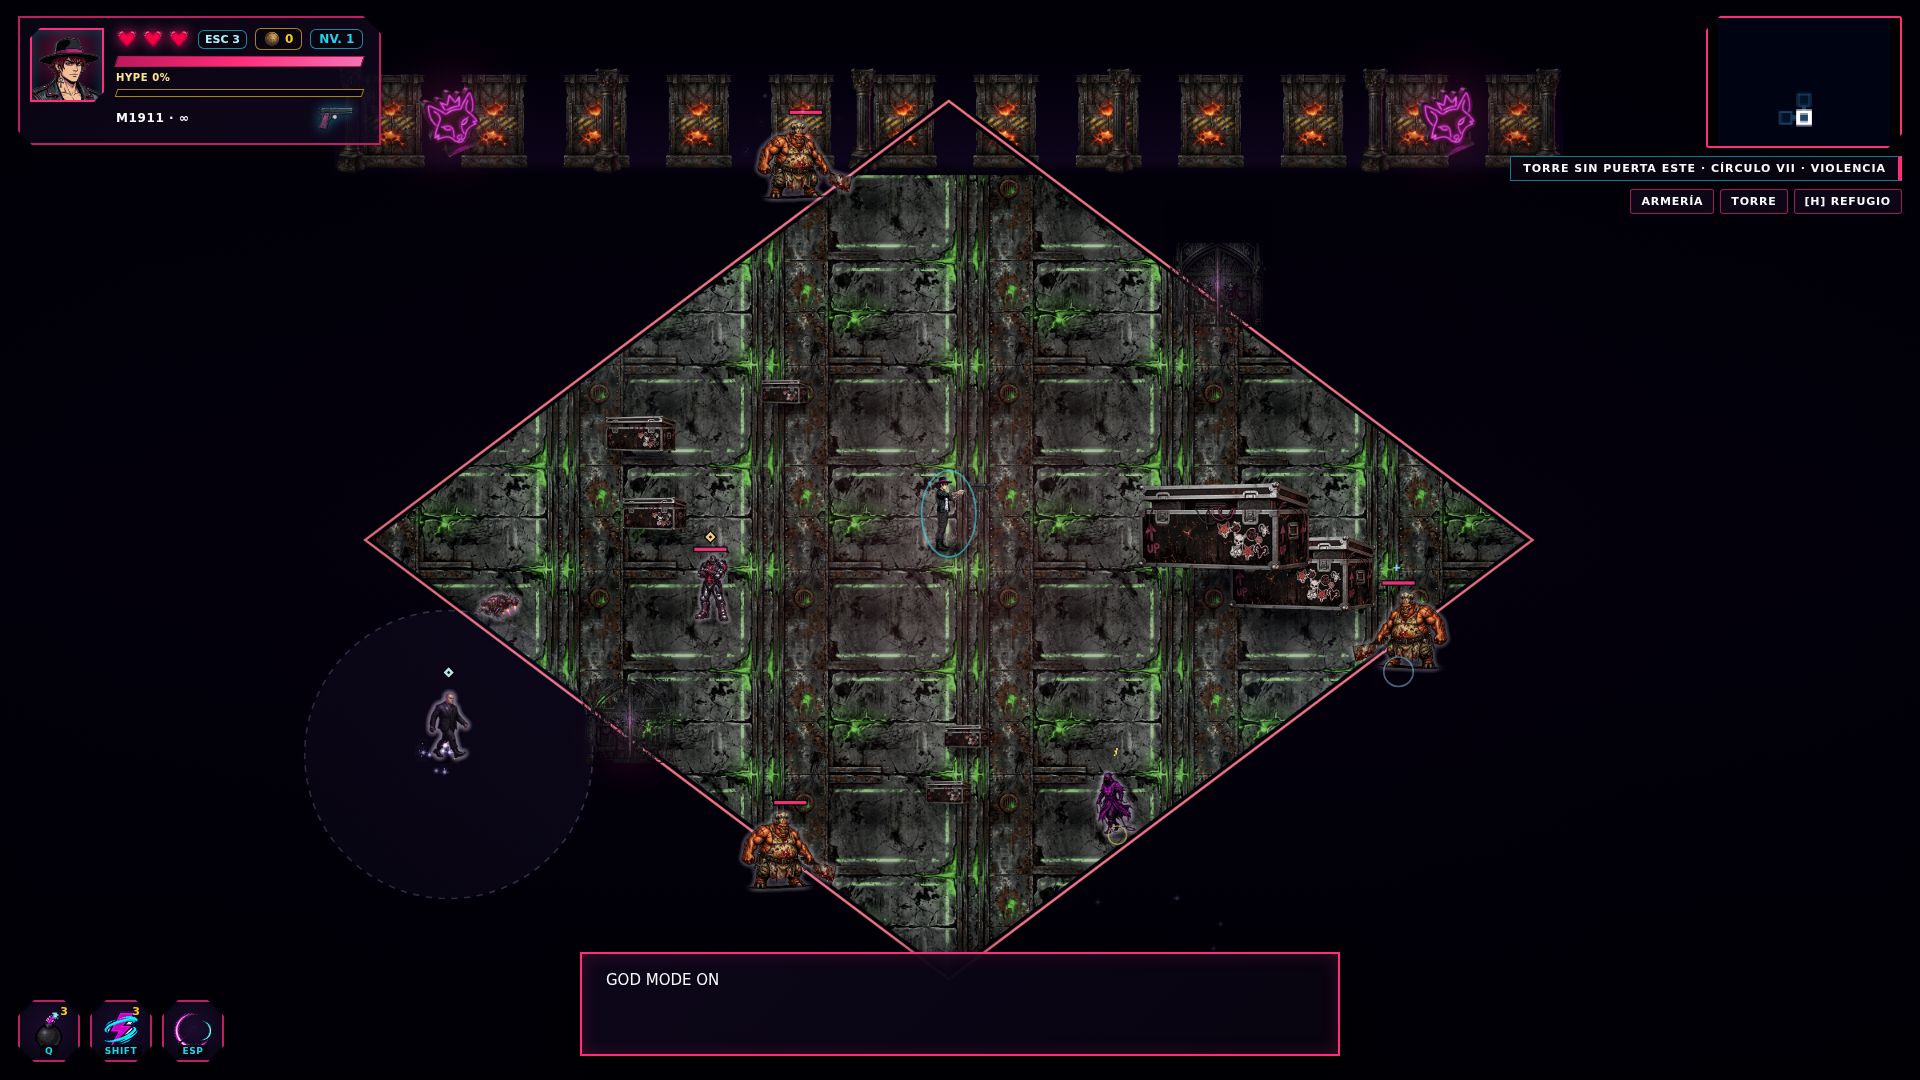 ESC 3
0
NV. 1
HYPE 0%
M1911 · ∞
TORRE SIN PUERTA ESTE · CÍRCULO VII · VIOLENCIA
ARMERÍA
TORRE
[H] REFUGIO
UP
GOD MODE ON
3
Q
3
SHIFT
ESP